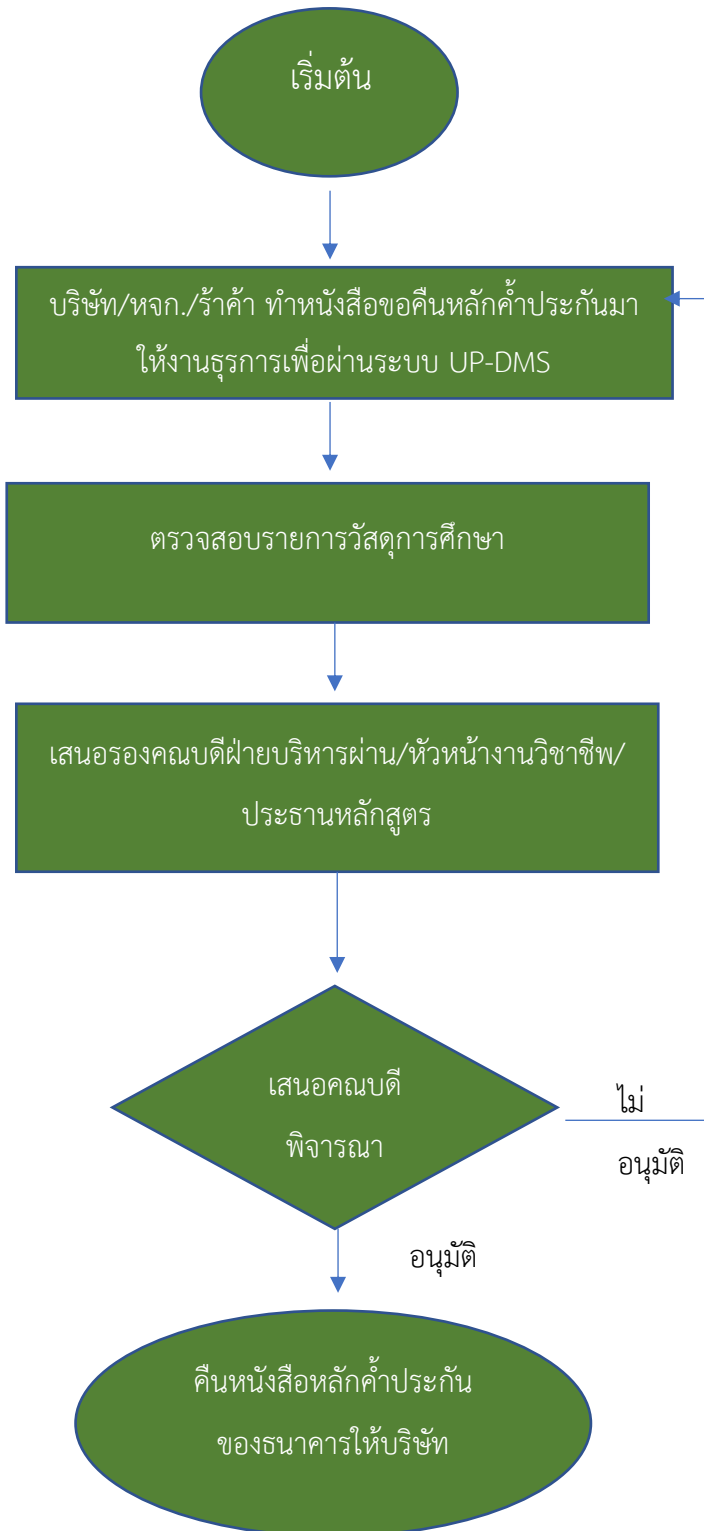 เริ่มต้น
บริษัท/หจก./ร้าค้า ทำหนังสือขอคืนหลักค้ำประกันมา
ให้งานธุรการเพื่อผ่านระบบ UP-DMS
ตรวจสอบรายการวัสดุการศึกษา
เสนอรองคณบดีฝ่ายบริหารผ่าน/หัวหน้างานวิชาชีพ/
ประธานหลักสูตร
เสนอคณบดี
พิจารณา
ไม่
อนุมัติ
อนุมัติ
คืนหนังสือหลักค้ำประกัน
ของธนาคารให้บริษัท